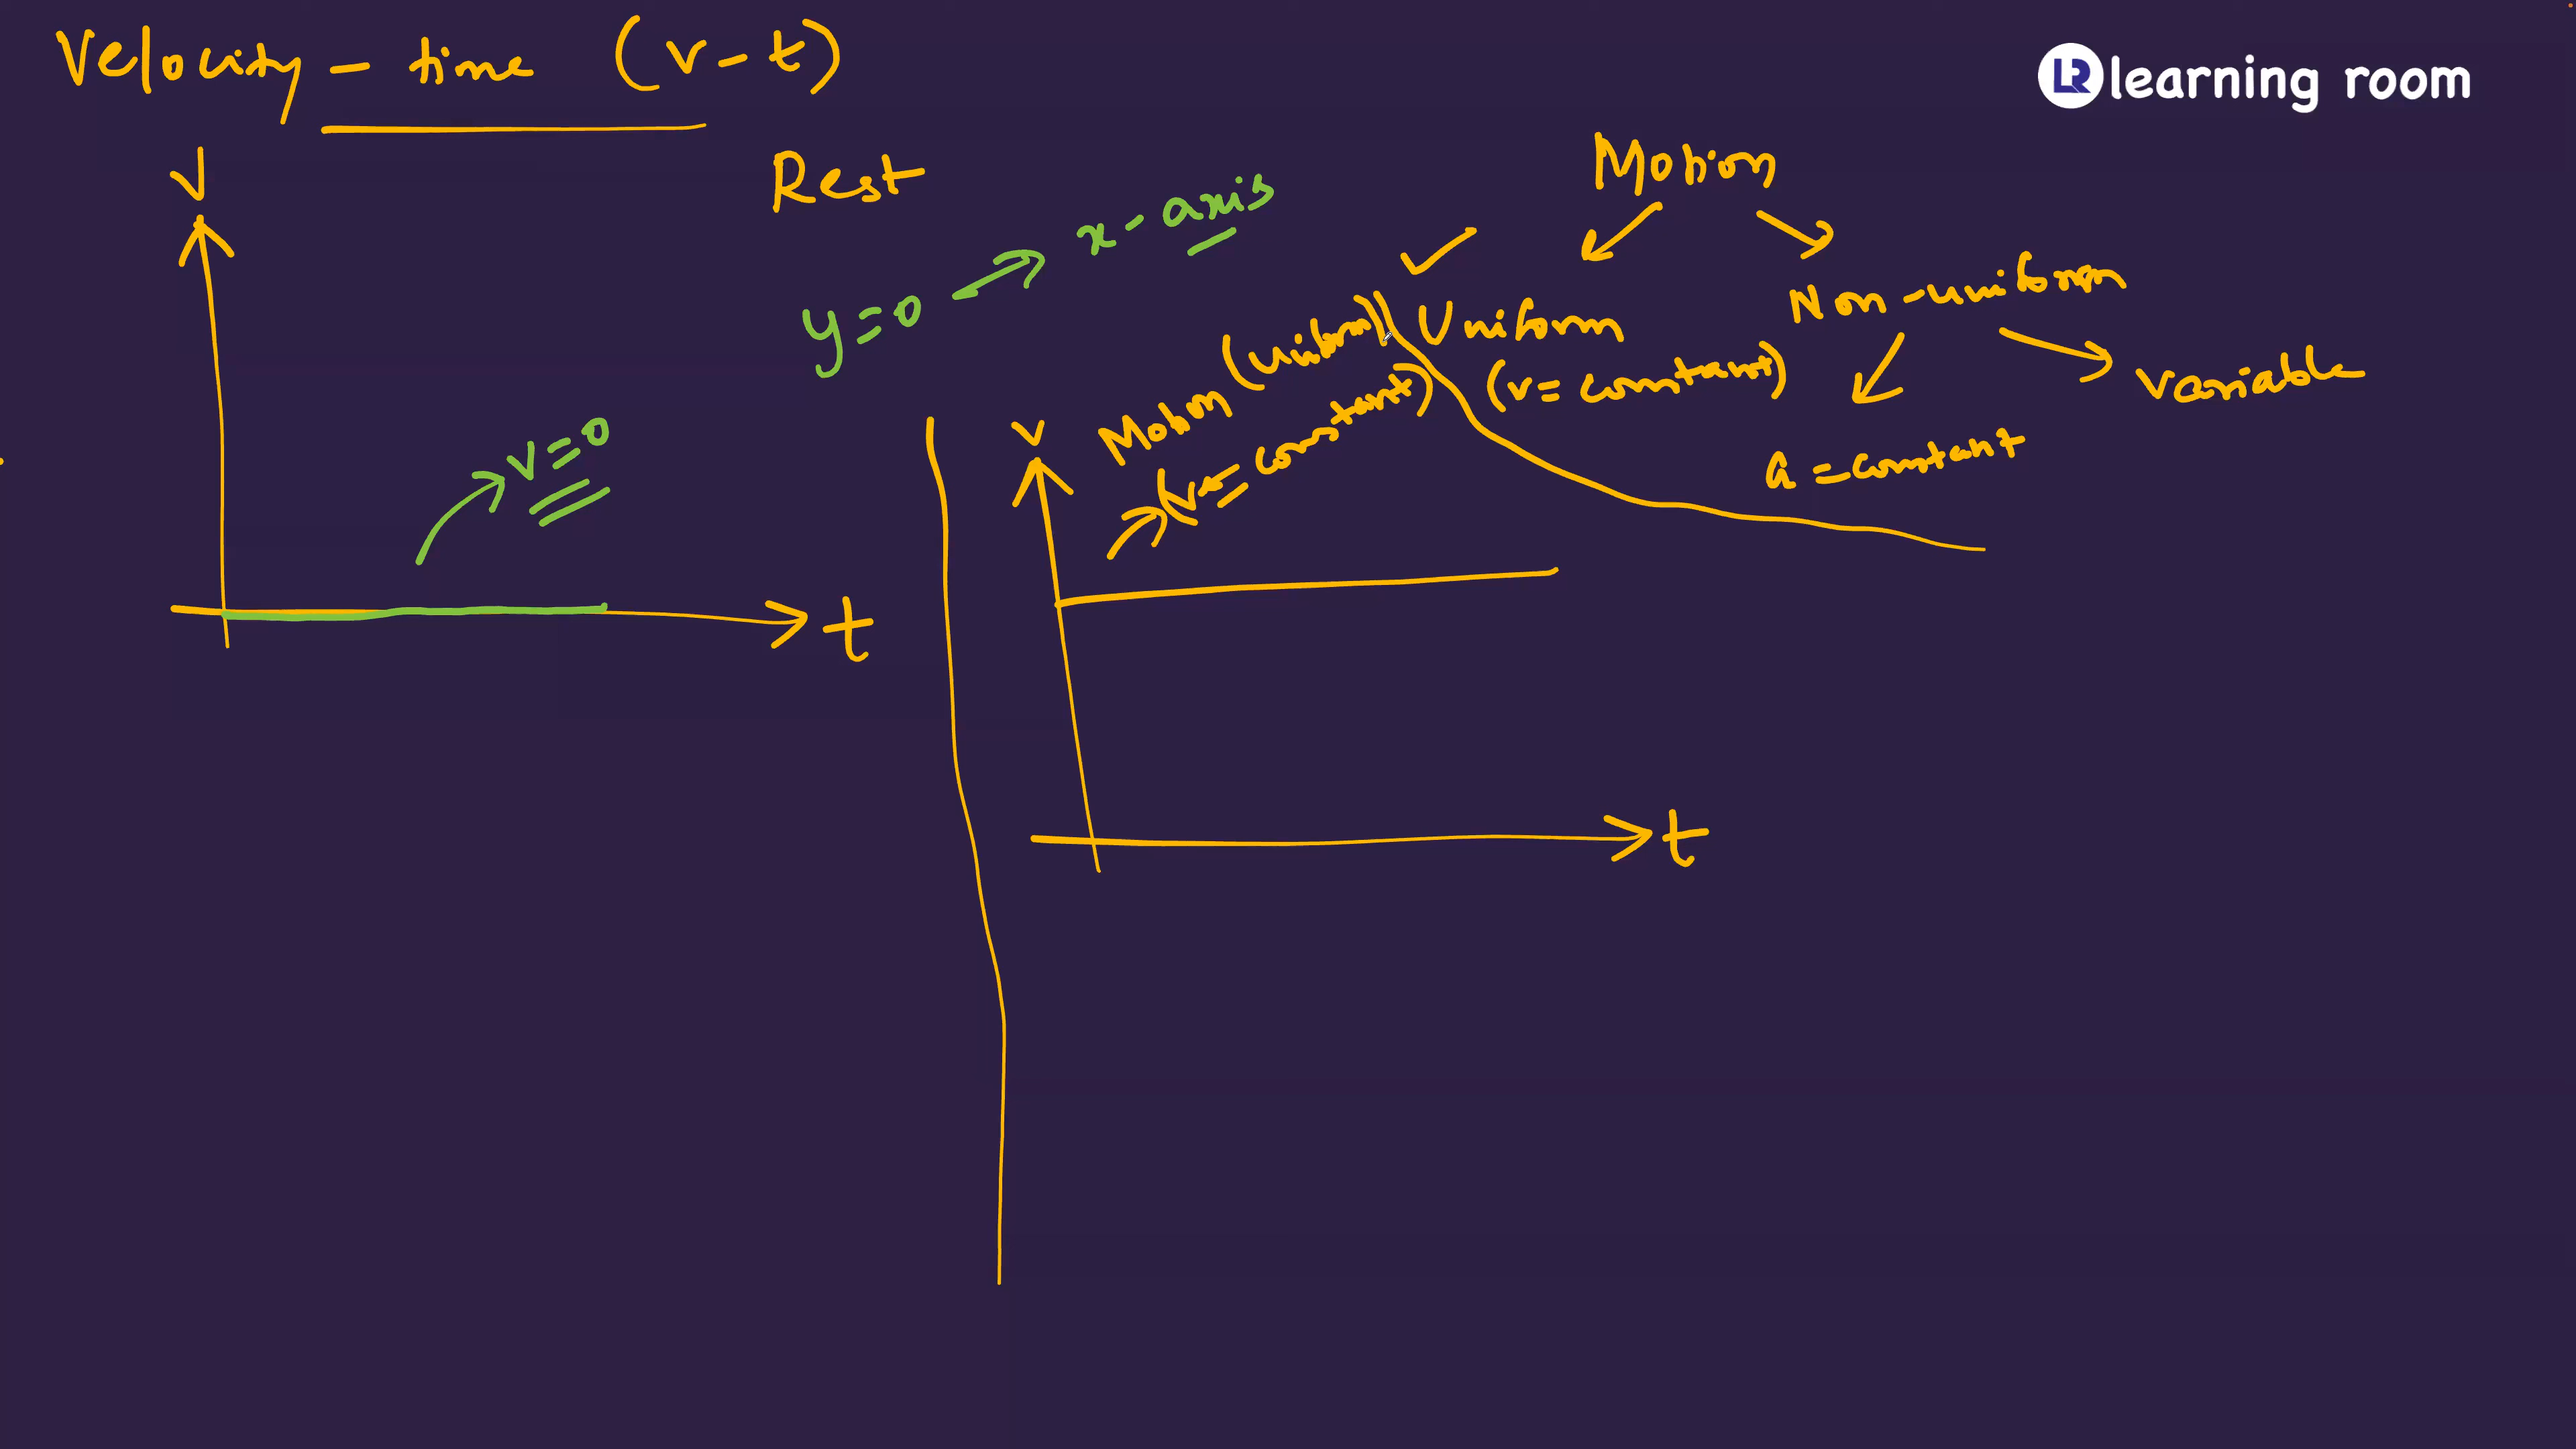 Velocity - time (v-t)
learning room
Rest
Motion
v
y=0 → x-axis
Uniform
(v = constant)
Non-uniform
a = constant
variable
v=0
t
v
Motion (uniform)
(v = constant)
t